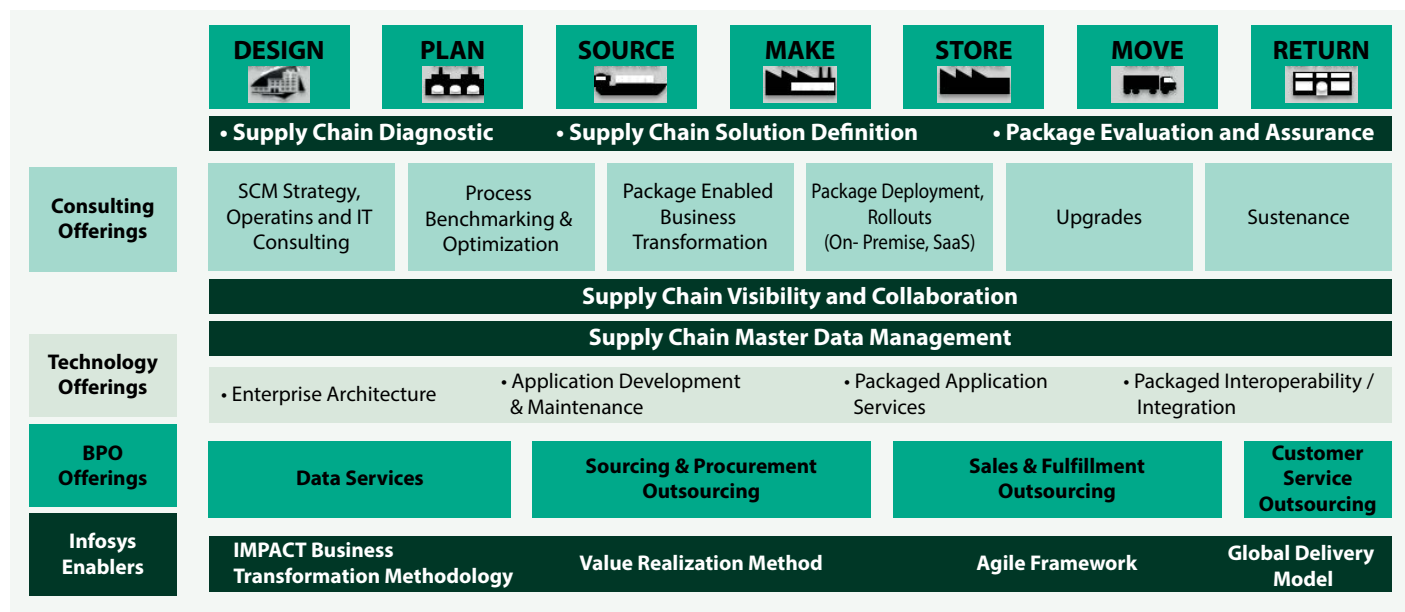 DESIGN
PLAN
SOURCE
MAKE
STORE
MOVE
RETURN
• Supply Chain Diagnostic
• Supply Chain Solution Definition
• Package Evaluation and Assurance
Consulting
Offerings
SCM Strategy,
Operatins and IT
Consulting
Process
Benchmarking &
Optimization
Package Enabled
Business
Transformation
Package Deployment,
Rollouts
(On- Premise, SaaS)
Upgrades
Sustenance
Supply Chain Visibility and Collaboration
Supply Chain Master Data Management
Technology
Offerings
• Enterprise Architecture
• Application Development
& Maintenance
• Packaged Application
Services
• Packaged Interoperability /
Integration
BPO
Offerings
Data Services
Sourcing & Procurement
Outsourcing
Sales & Fulfillment
Outsourcing
Customer
Service
Outsourcing
Infosys
Enablers
IMPACT Business
Transformation Methodology
Value Realization Method
Agile Framework
Global Delivery
Model